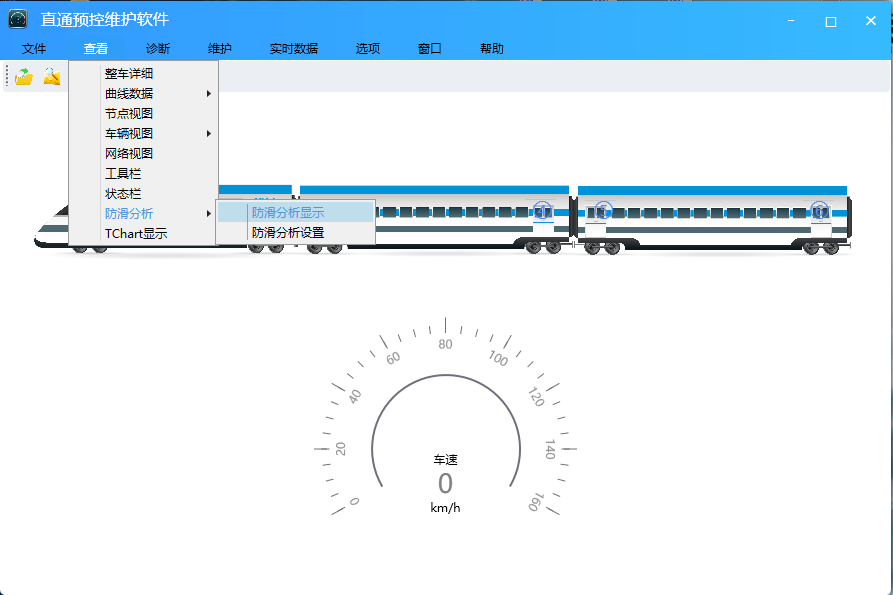 直通预控维护软件
文件 查看 诊断 维护 实时数据 选项 窗口 帮助
整车详细
曲线数据
节点视图
车辆视图
网络视图
工具栏
状态栏
防滑分析
防滑分析显示
TChart显示
防滑分析设置
80
60 100
40 120
20 140
车速
0
0 160
km/h